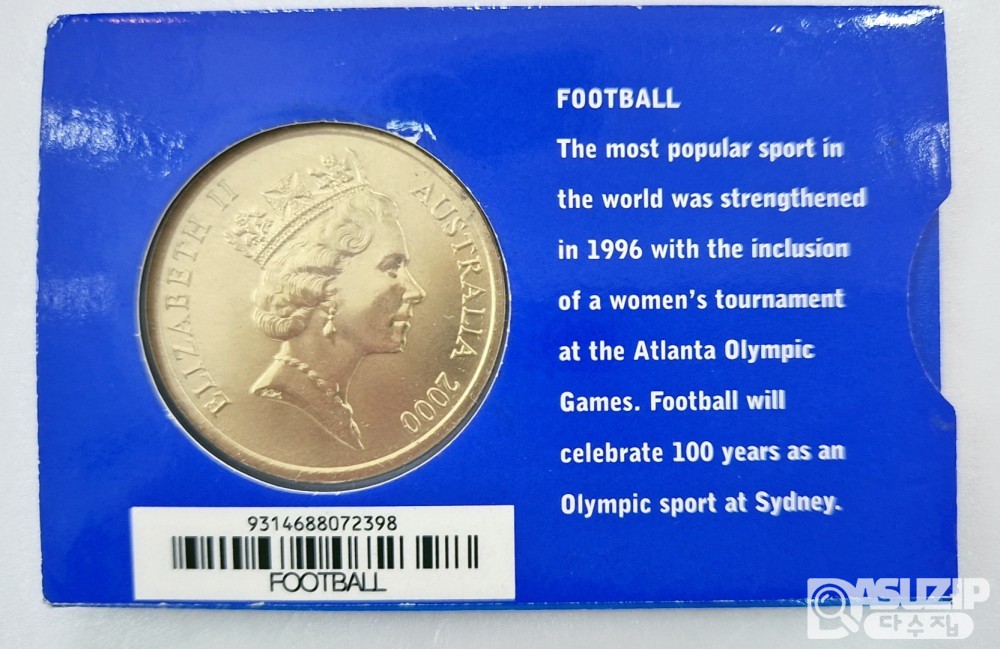 ELIZABETH II
AUSTRALIA 2000
FOOTBALL
The most popular sport in
the world was strengthened
in 1996 with the inclusion
of a women's tournament
at the Atlanta Olympic
Games. Football will
celebrate 100 years as an
Olympic sport at Sydney.
9314688072398
FOOTBALL
DASUZIP
다수집